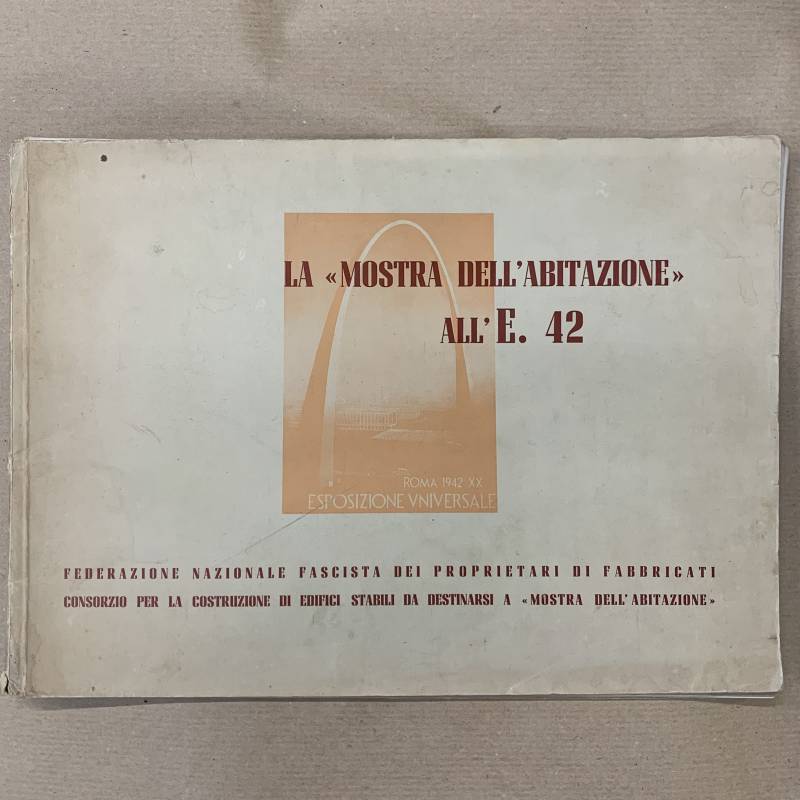 LA «MOSTRA DELL'ABITAZIONE»
ALL'E. 42
ROMA 1942 XX
ESPOSIZIONE VNIVERSALE
FEDERAZIONE NAZIONALE FASCISTA DEI PROPRIETARI DI FABBRICATI
CONSORZIO PER LA COSTRUZIONE DI EDIFICI STABILI DA DESTINARSI A «MOSTRA DELL'ABITAZIONE»